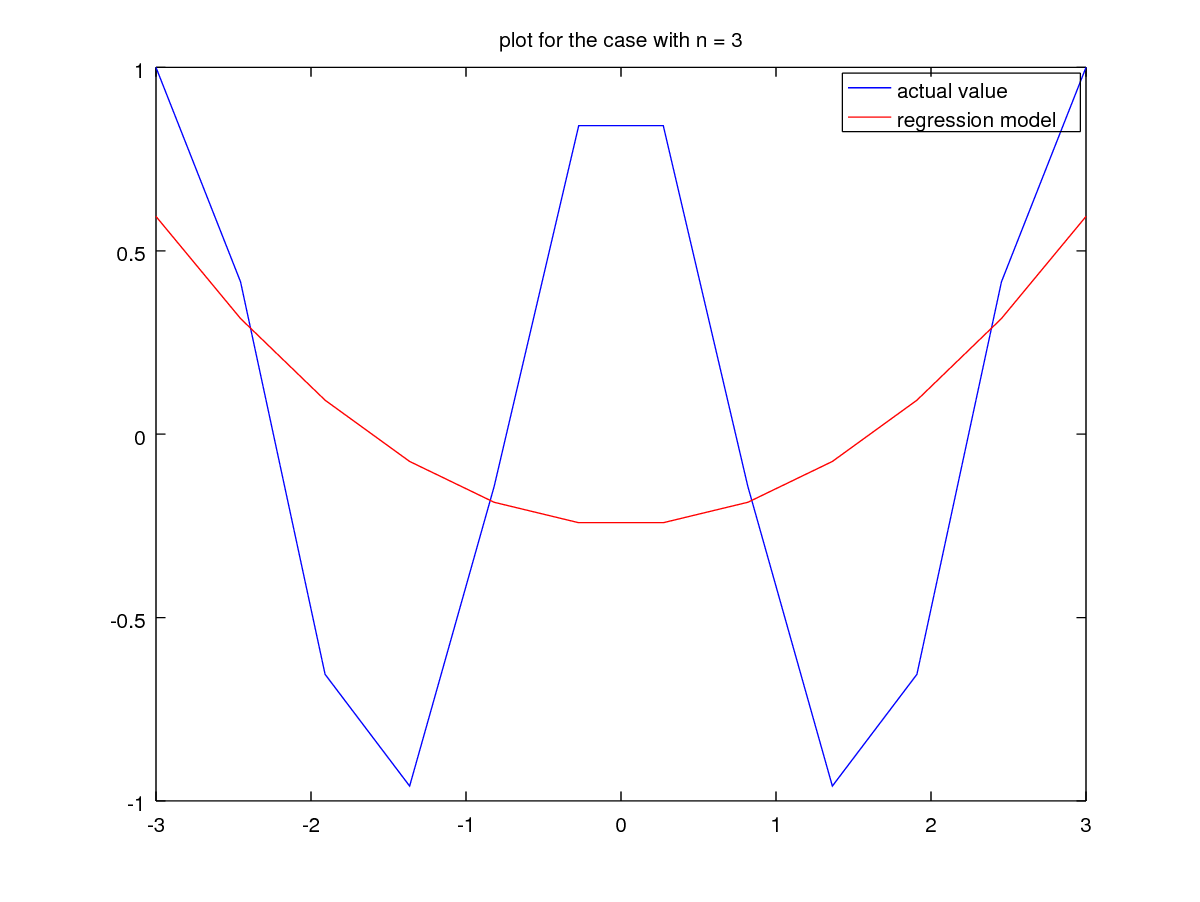 plot for the case with n = 3
actual value
regression model
1
0.5
0
-0.5
-1
-3 -2 -1 0 1 2 3